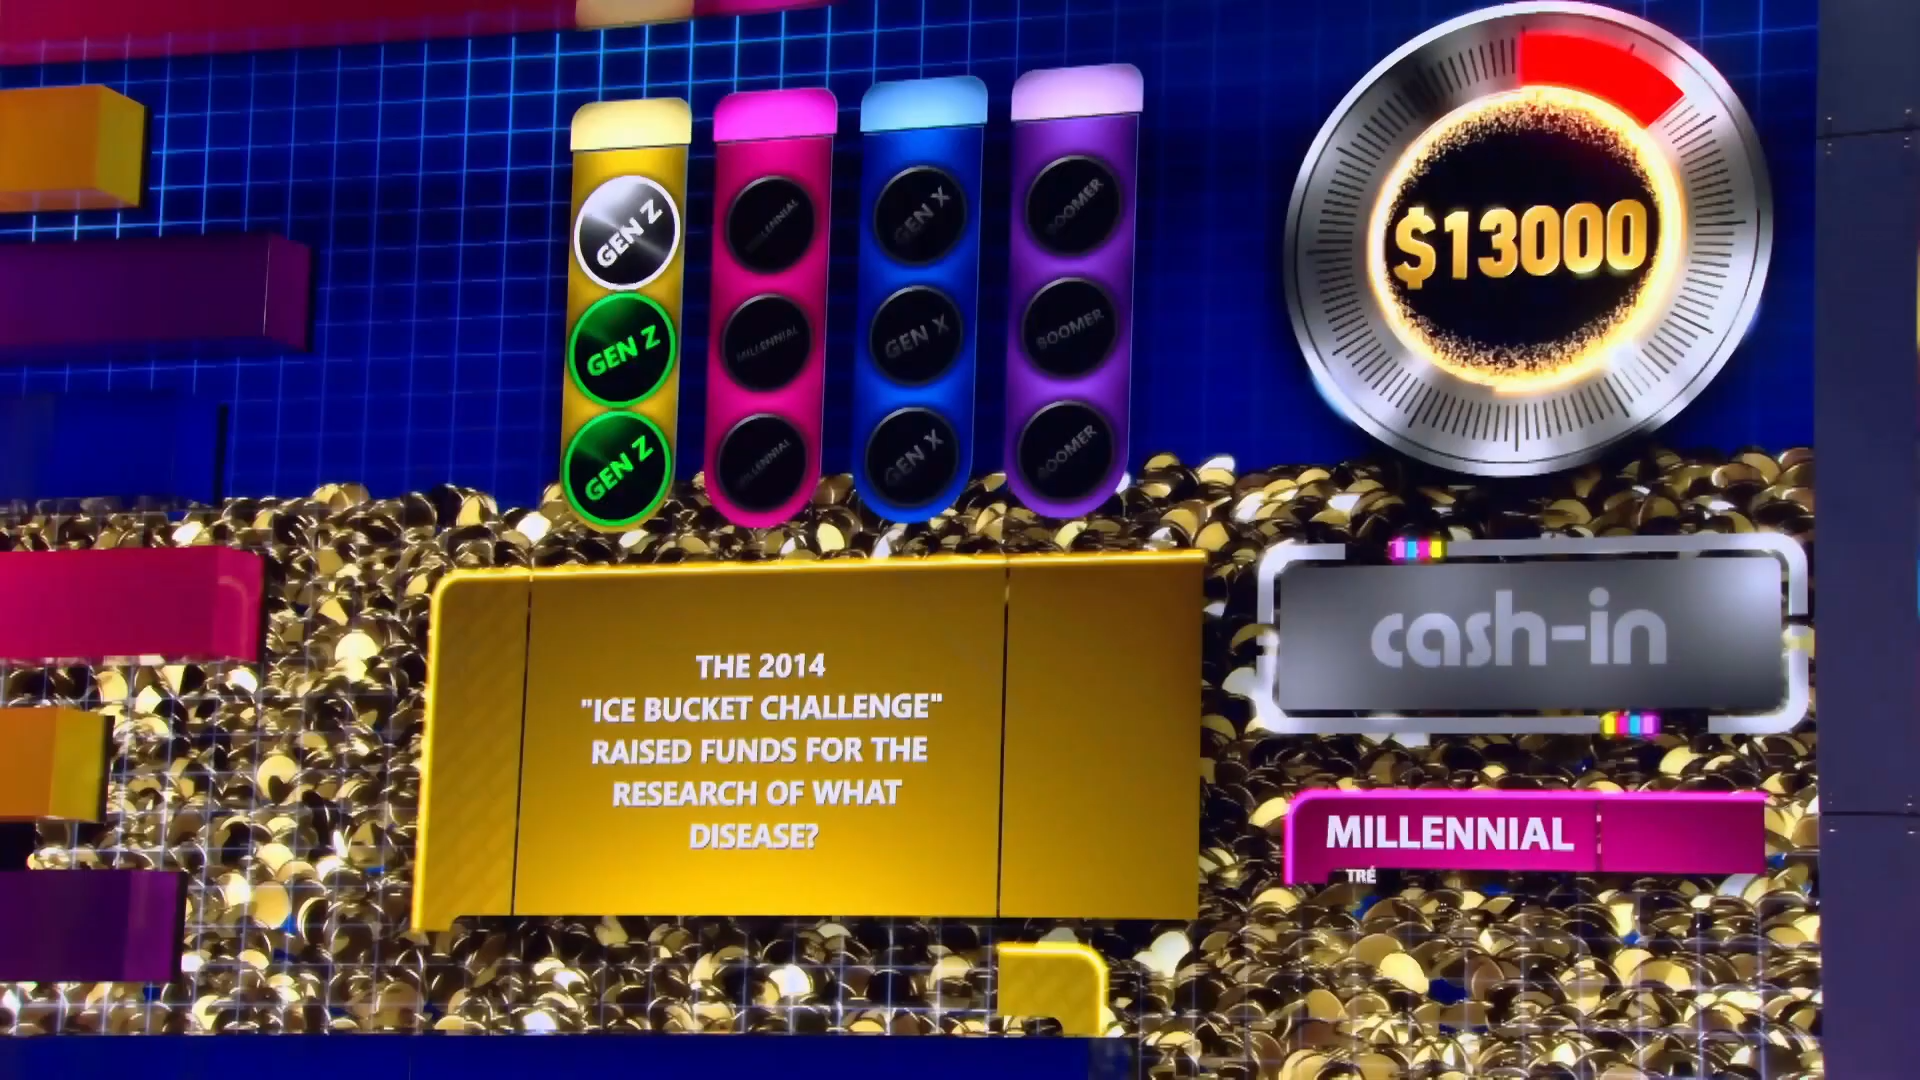 GEN Z
MILLENNIAL
GEN X
BOOMER
GEN Z
MILLENNIAL
GEN X
BOOMER
GEN Z
MILLENNIAL
GEN X
BOOMER
$13000
THE 2014
"ICE BUCKET CHALLENGE"
RAISED FUNDS FOR THE
RESEARCH OF WHAT
DISEASE?
cash-in
MILLENNIAL
TRÉ